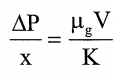 ΔP/x = μ_g V/K